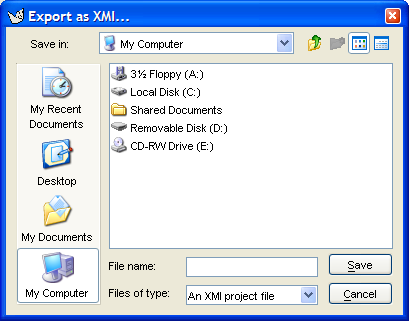 Export as XMI...
Save in:
My Computer
My Recent
Documents
Desktop
My Documents
My Computer
3½ Floppy (A:)
Local Disk (C:)
Shared Documents
Removable Disk (D:)
CD-RW Drive (E:)
File name:
Save
Files of type:
An XMI project file
Cancel